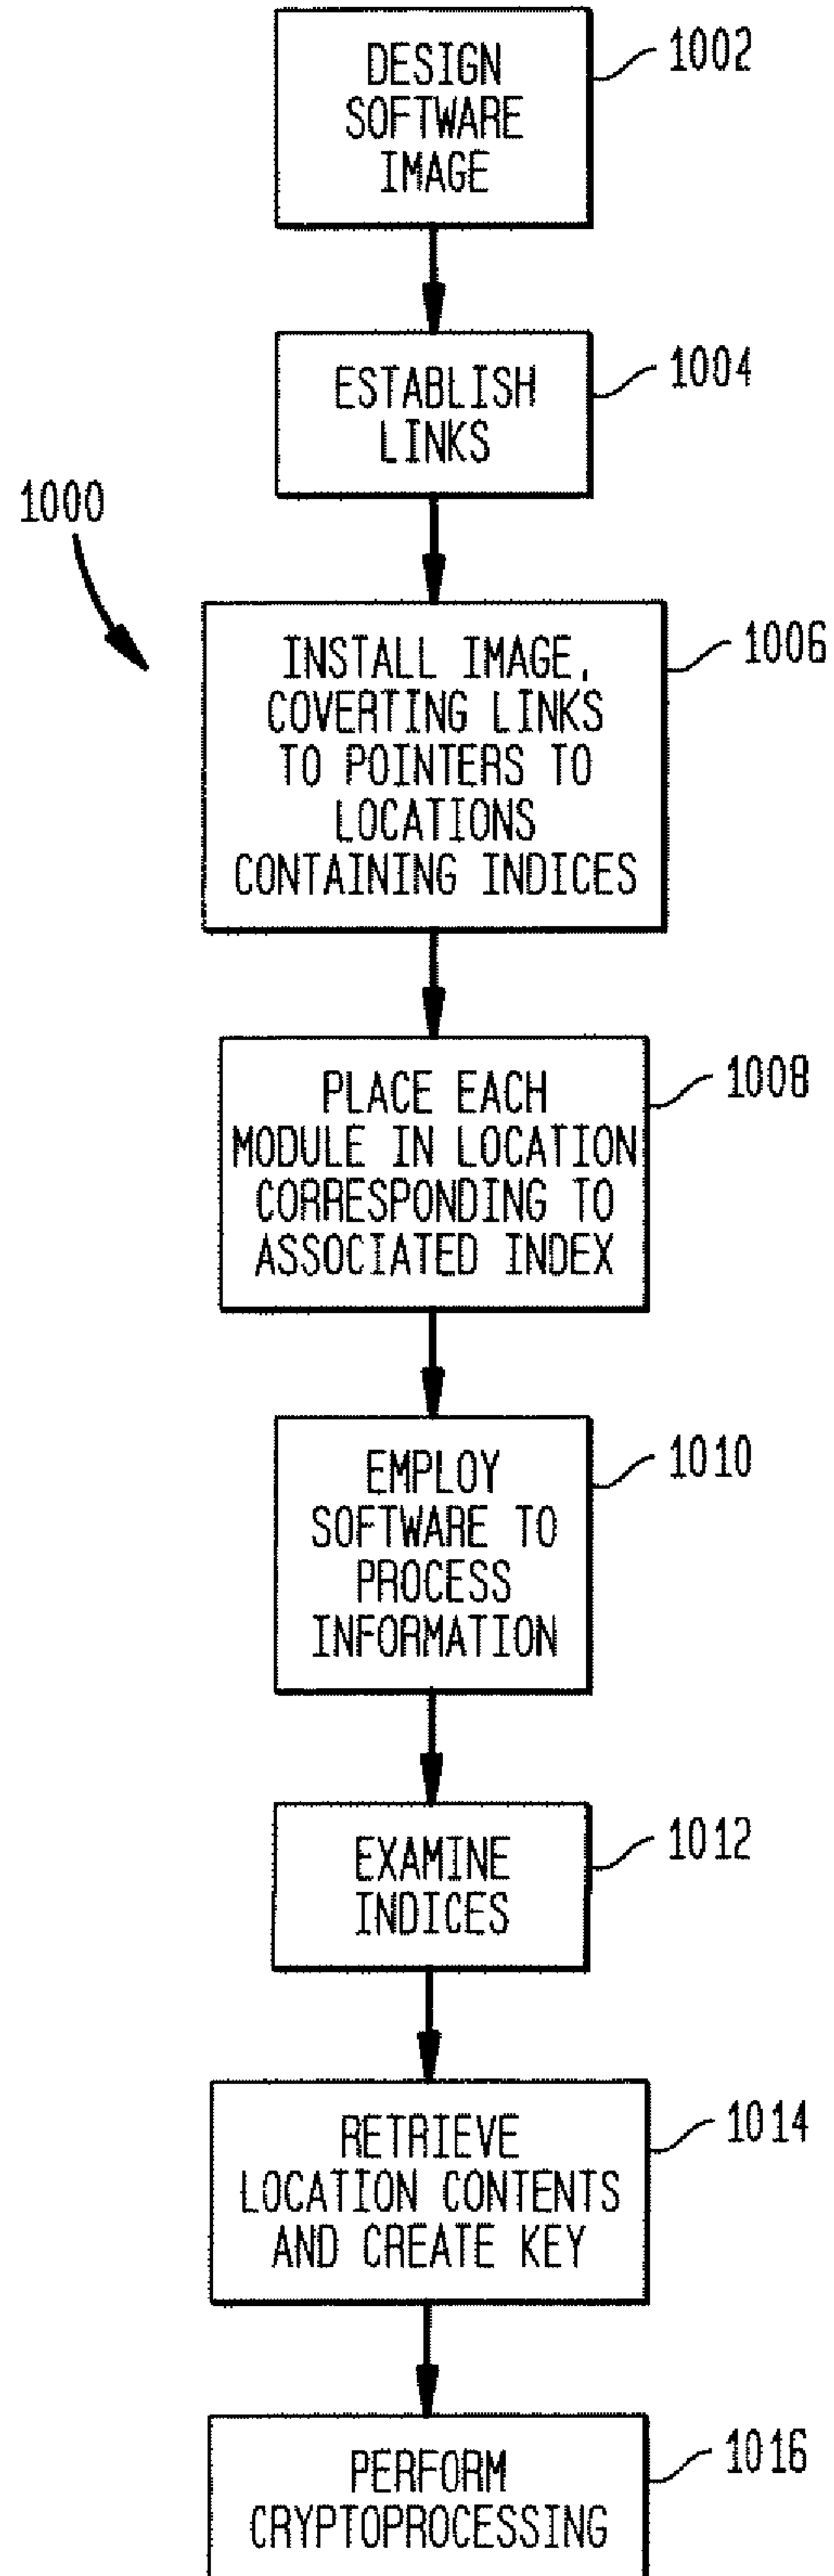 DESIGN
SOFTWARE
IMAGE
1002
ESTABLISH
LINKS
1004
1000
INSTALL IMAGE,
COVERTING LINKS
TO POINTERS TO
LOCATIONS
CONTAINING INDICES
1006
PLACE EACH
MODULE IN LOCATION
CORRESPONDING TO
ASSOCIATED INDEX
1008
EMPLOY
SOFTWARE TO
PROCESS
INFORMATION
1010
EXAMINE
INDICES
1012
RETRIEVE
LOCATION CONTENTS
AND CREATE KEY
1014
PERFORM
CRYPTOPROCESSING
1016